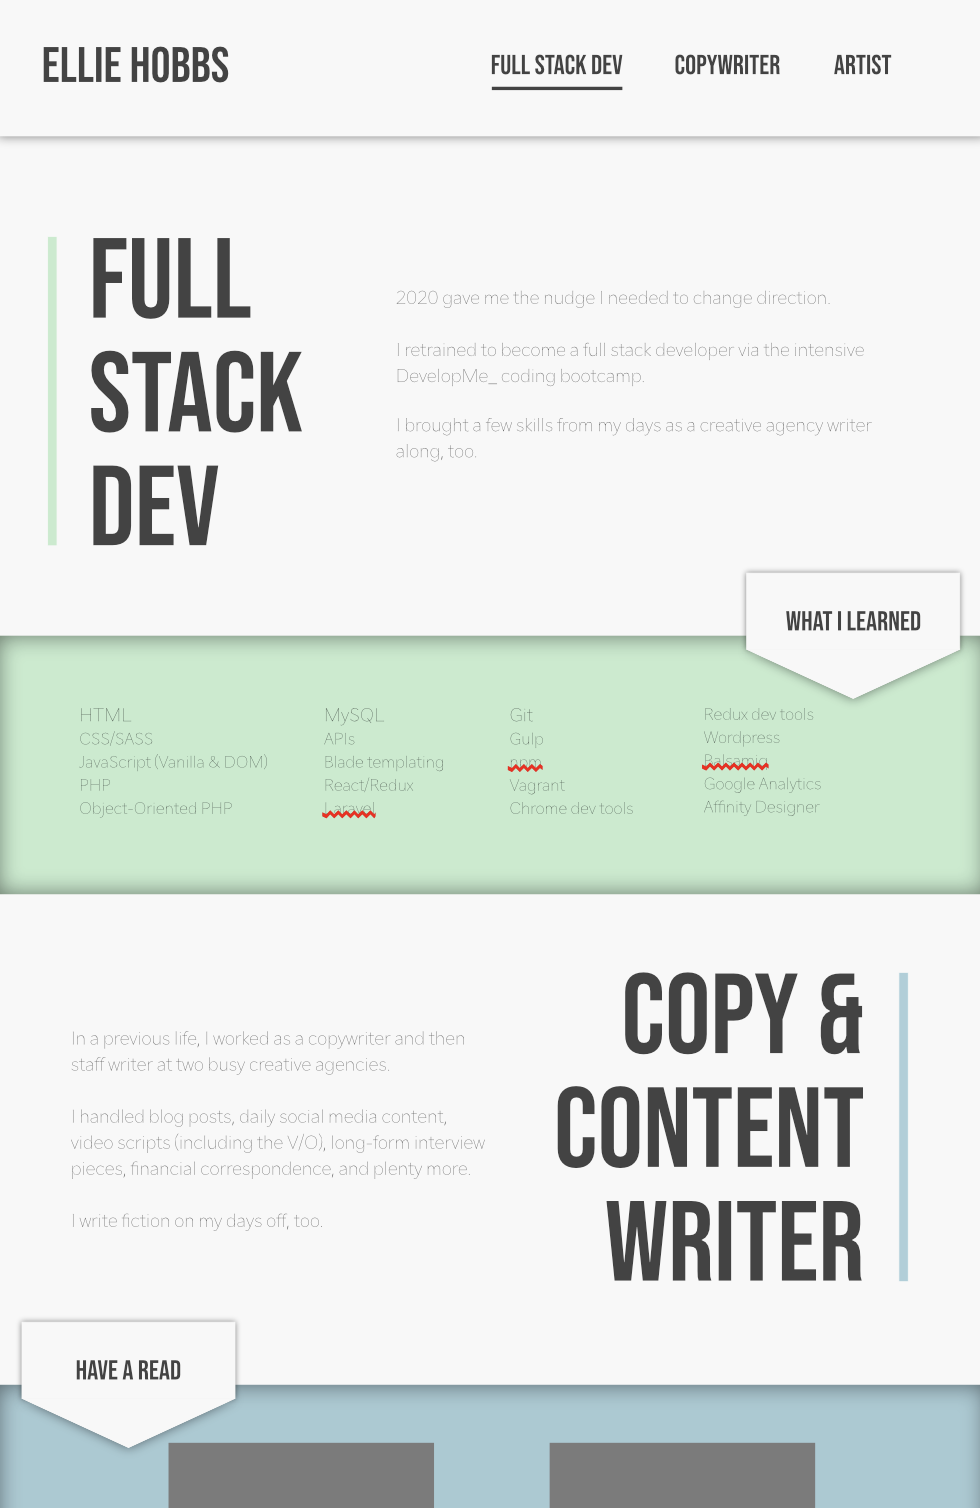 ELLIE HOBBS
FULL STACK DEV
COPYWRITER
ARTIST
FULL
STACK
DEV
2020 gave me the nudge I needed to change direction.
I retrained to become a full stack developer via the intensive
DevelopMe_ coding bootcamp.
I brought a few skills from my days as a creative agency writer
along, too.
WHAT I LEARNED
HTML
CSS/SASS
JavaScript (Vanilla & DOM)
PHP
Object-Oriented PHP
MySQL
APIs
Blade templating
React/Redux
Laravel
Git
Gulp
npm
Vagrant
Chrome dev tools
Redux dev tools
Wordpress
Balsamiq
Google Analytics
Affinity Designer
COPY &
CONTENT
WRITER
In a previous life, I worked as a copywriter and then
staff writer at two busy creative agencies.
I handled blog posts, daily social media content,
video scripts (including the V/O), long-form interview
pieces, financial correspondence, and plenty more.
I write fiction on my days off, too.
HAVE A READ